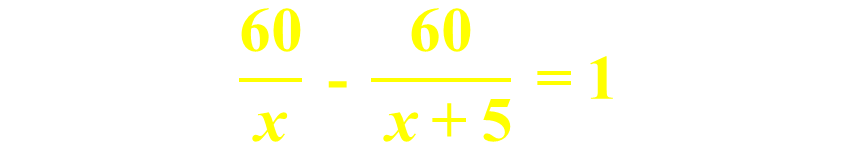 60/x - 60/(x + 5) = 1